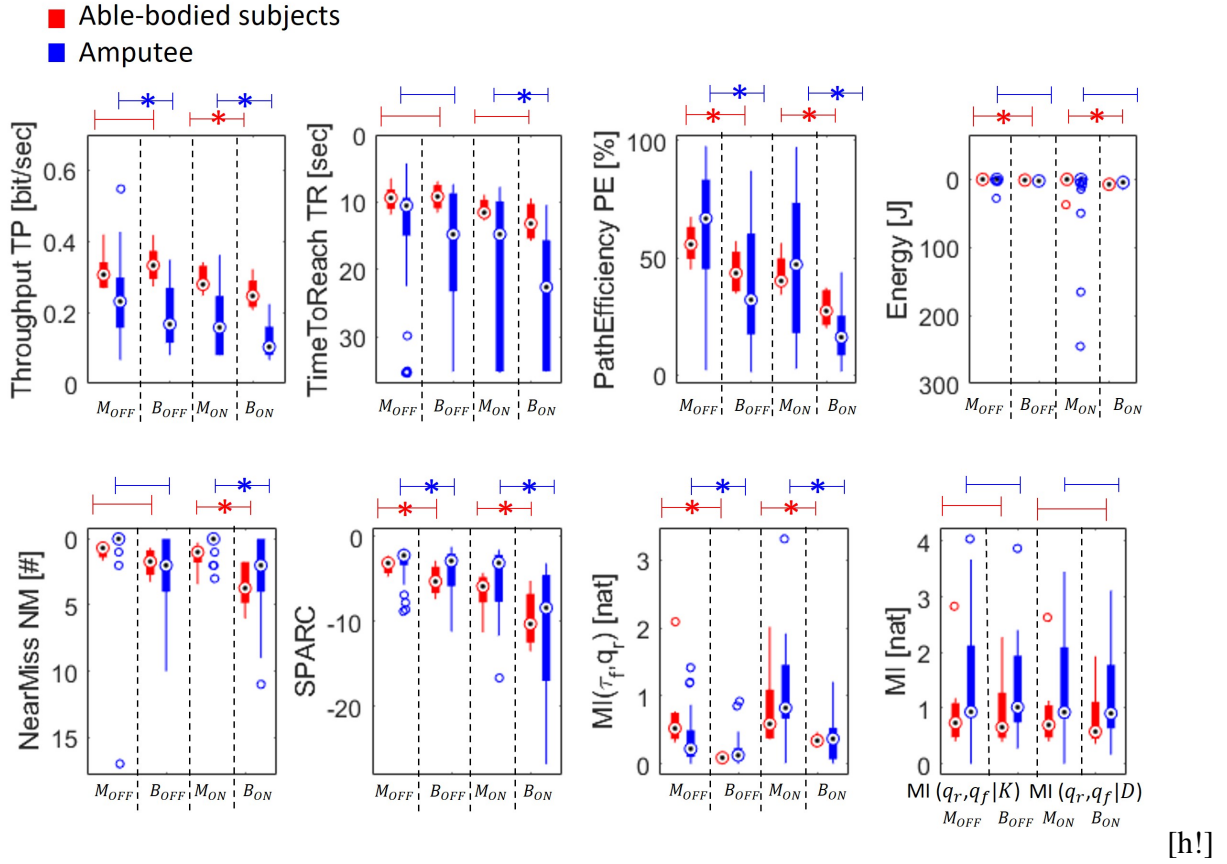 Able-bodied subjects
Amputee
Throughput TP [bit/sec]
0.6
0.4
0.2
0
M_OFF B_OFF M_ON B_ON
TimeToReach TR [sec]
0
10
20
30
M_OFF B_OFF M_ON B_ON
PathEfficiency PE [%]
100
50
0
M_OFF B_OFF M_ON B_ON
Energy [J]
0
100
200
300
M_OFF B_OFF M_ON B_ON
NearMiss NM [#]
0
5
10
15
M_OFF B_OFF M_ON B_ON
SPARC
0
-10
-20
M_OFF B_OFF M_ON B_ON
MI(τ_f,q_r) [nat]
3
2
1
0
M_OFF B_OFF M_ON B_ON
MI [nat]
4
3
2
1
0
MI (q_r,q_f|K) MI (q_r,q_f|D)
M_OFF B_OFF M_ON B_ON
[h!]